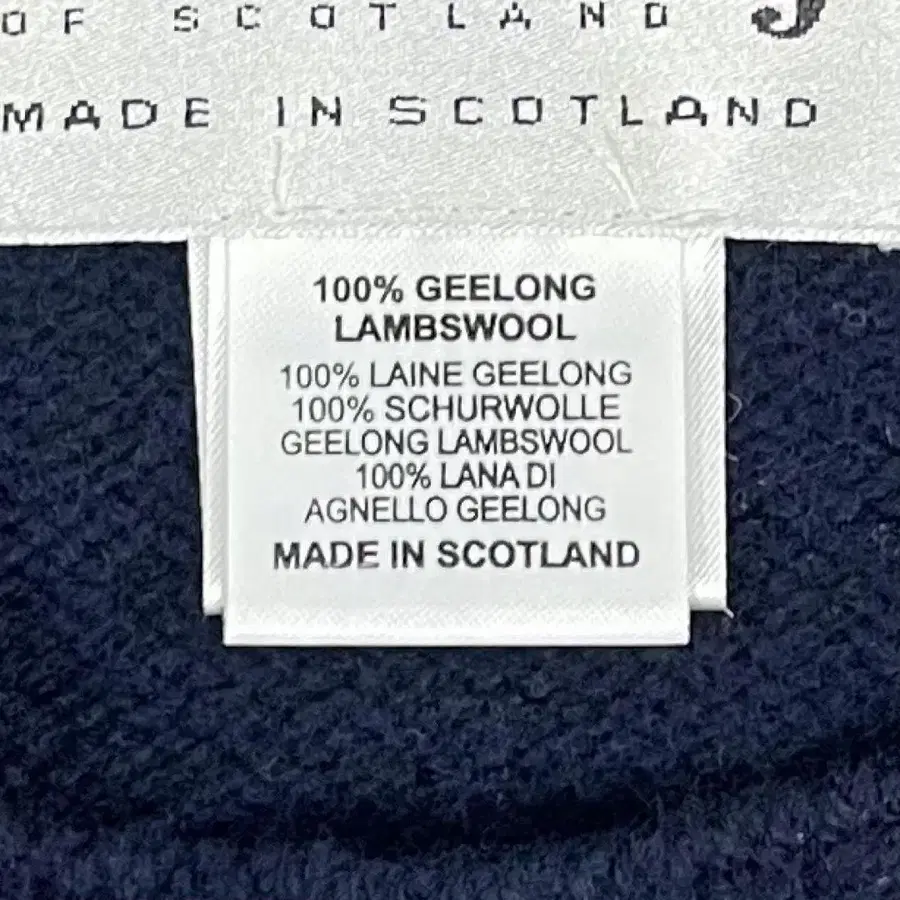 OF SCOTLAND
MADE IN SCOTLAND
100% GEELONG
LAMBSWOOL
100% LAINE GEELONG
100% SCHURWOLLE
GEELONG LAMBSWOOL
100% LANA DI
AGNELLO GEELONG
MADE IN SCOTLAND